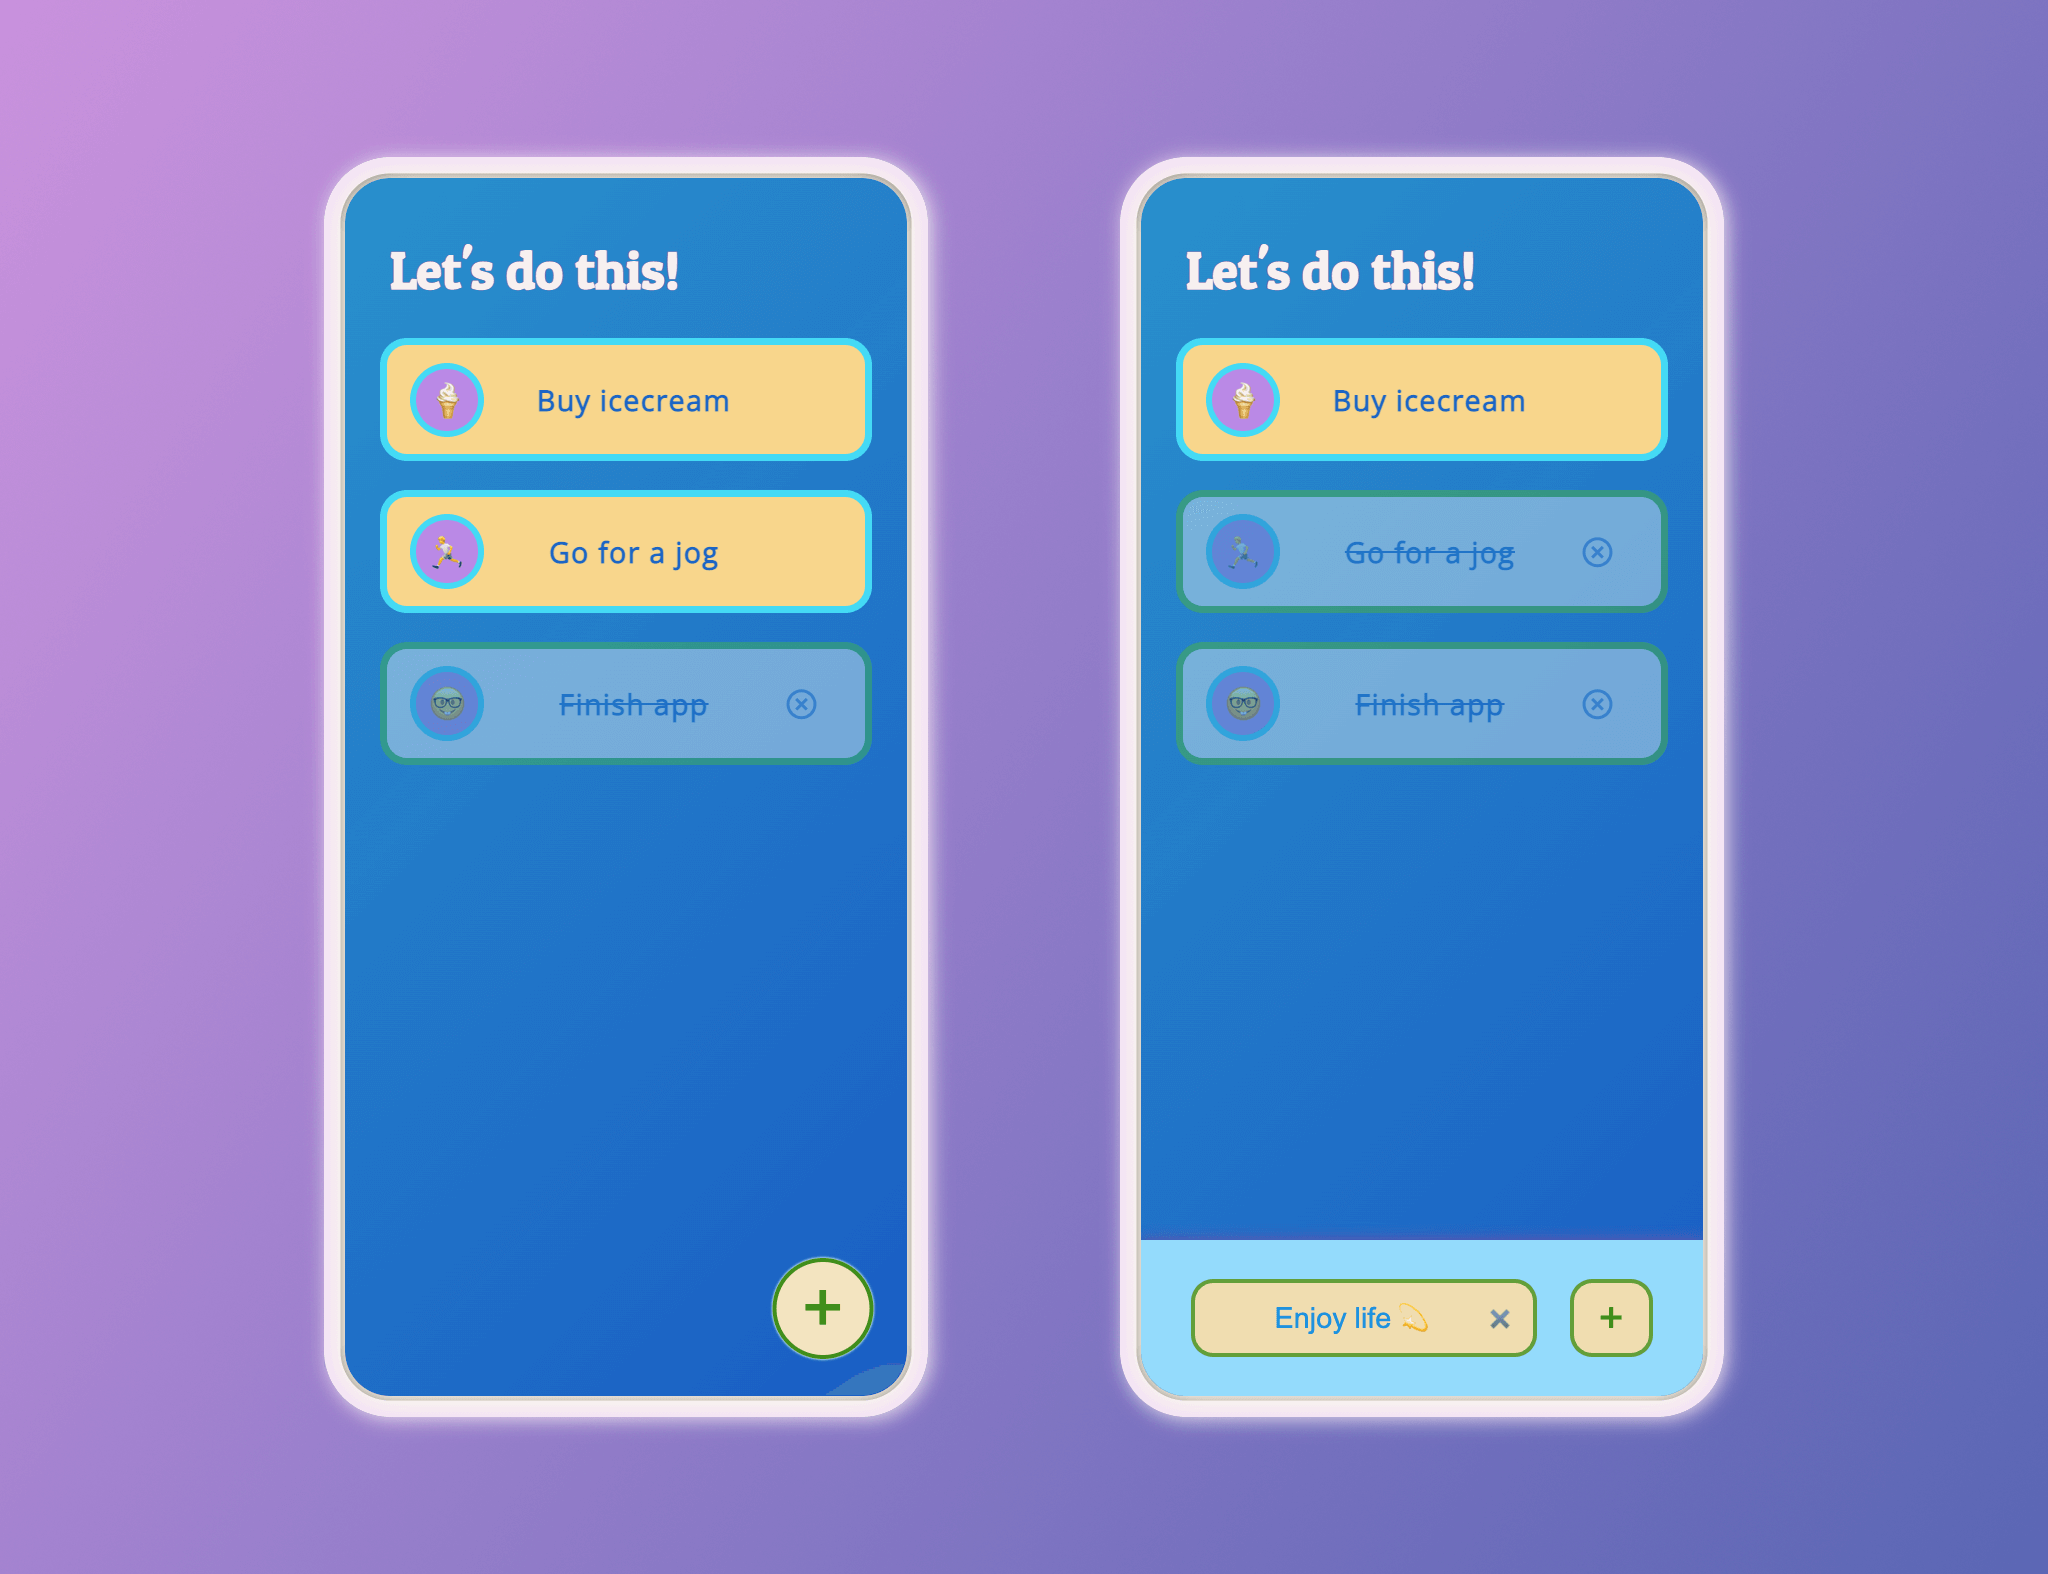 Let's do this!
Buy icecream
Go for a jog
Finish app
Let's do this!
Buy icecream
Go for a jog
Finish app
Enjoy life 💫